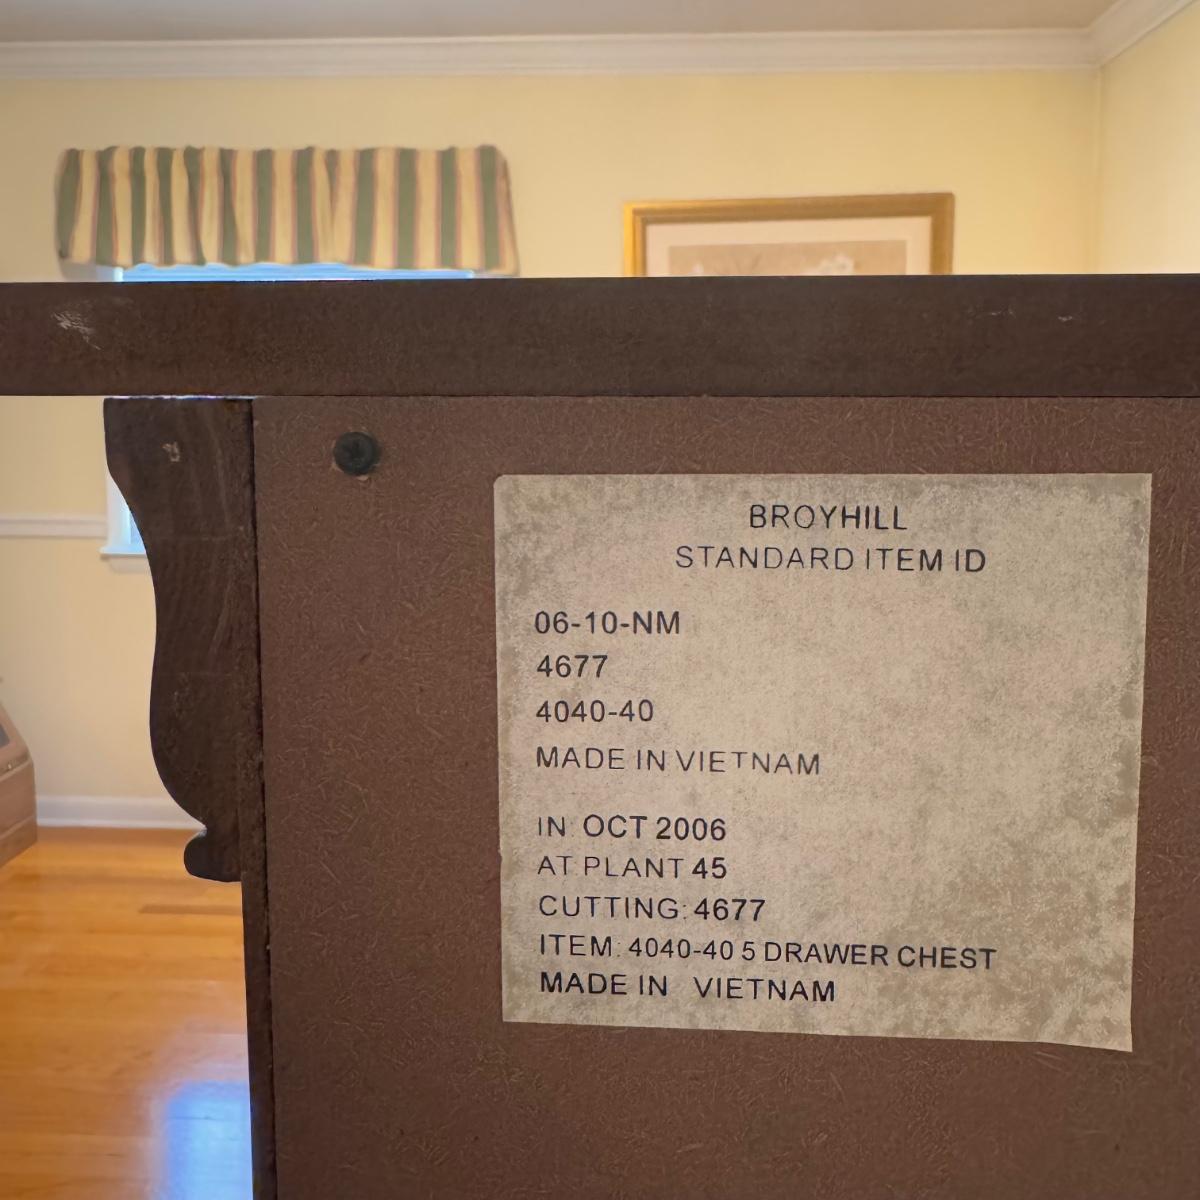 BROYHILL
STANDARD ITEM ID
06-10-NM
4677
4040-40
MADE IN VIETNAM
IN OCT 2006
AT PLANT 45
CUTTING: 4677
ITEM: 4040-40 5 DRAWER CHEST
MADE IN VIETNAM